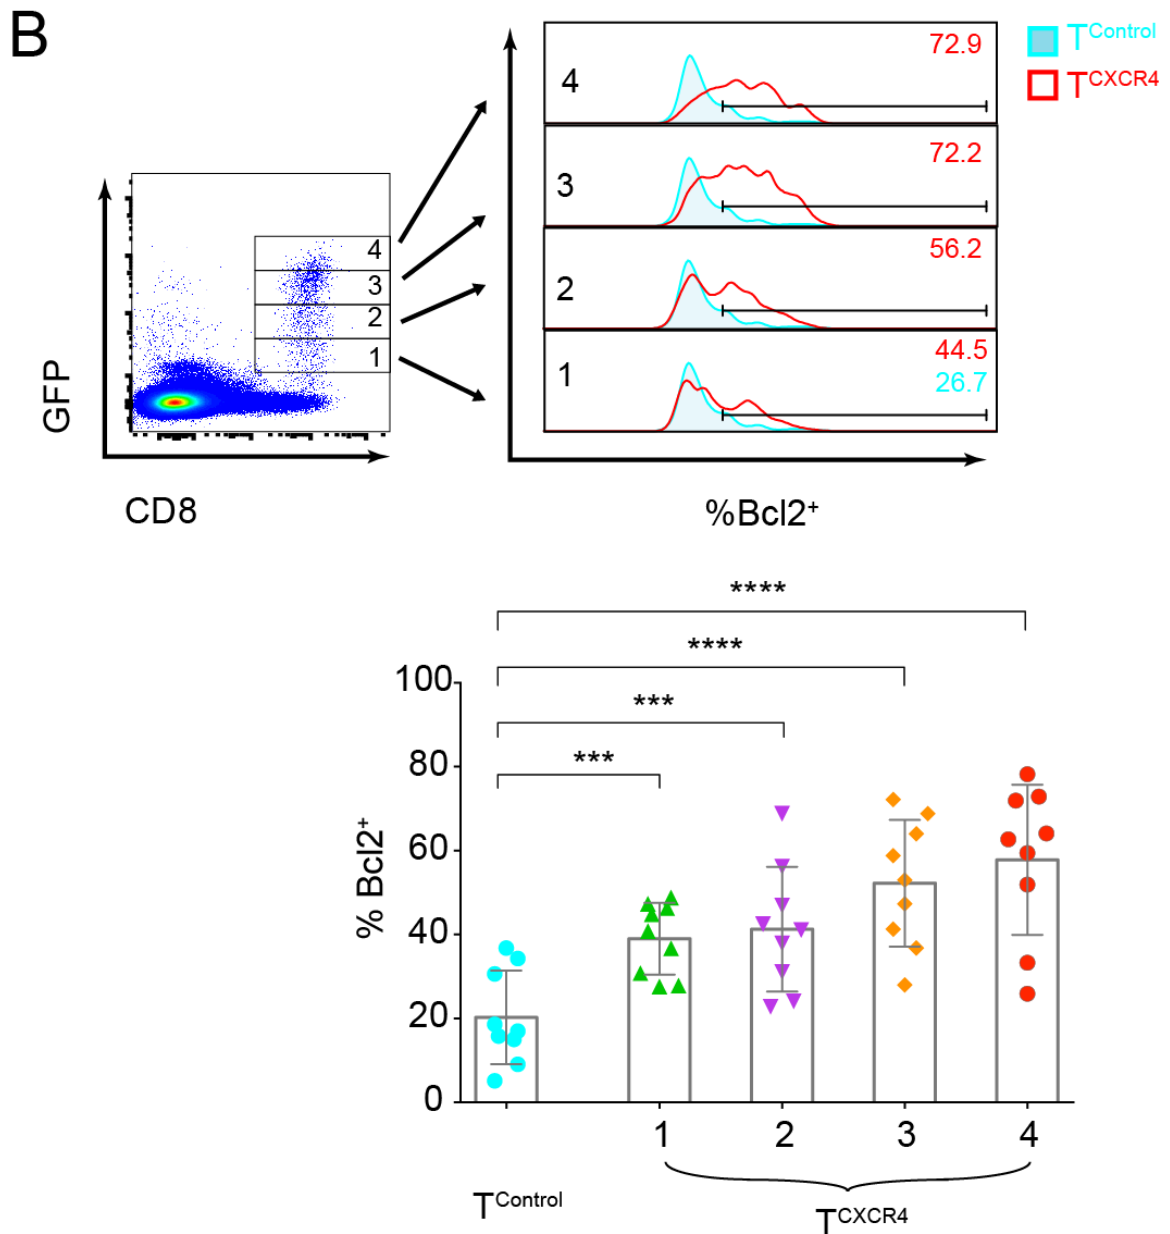 B
T^Control
T^CXCR4
4
72.9
3
72.2
2
56.2
1
44.5
26.7
4
3
2
1
GFP
CD8
%Bcl2⁺
****
****
***
***
100
80
60
40
20
0
% Bcl2⁺
1 2 3 4
T^Control
T^CXCR4